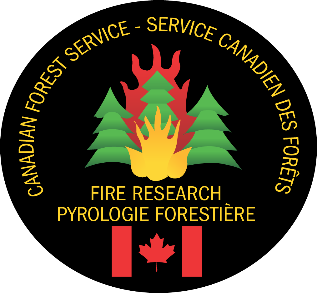 CANADIAN FOREST SERVICE - SERVICE CANADIEN DES FORÊTS
FIRE RESEARCH
PYROLOGIE FORESTIÈRE